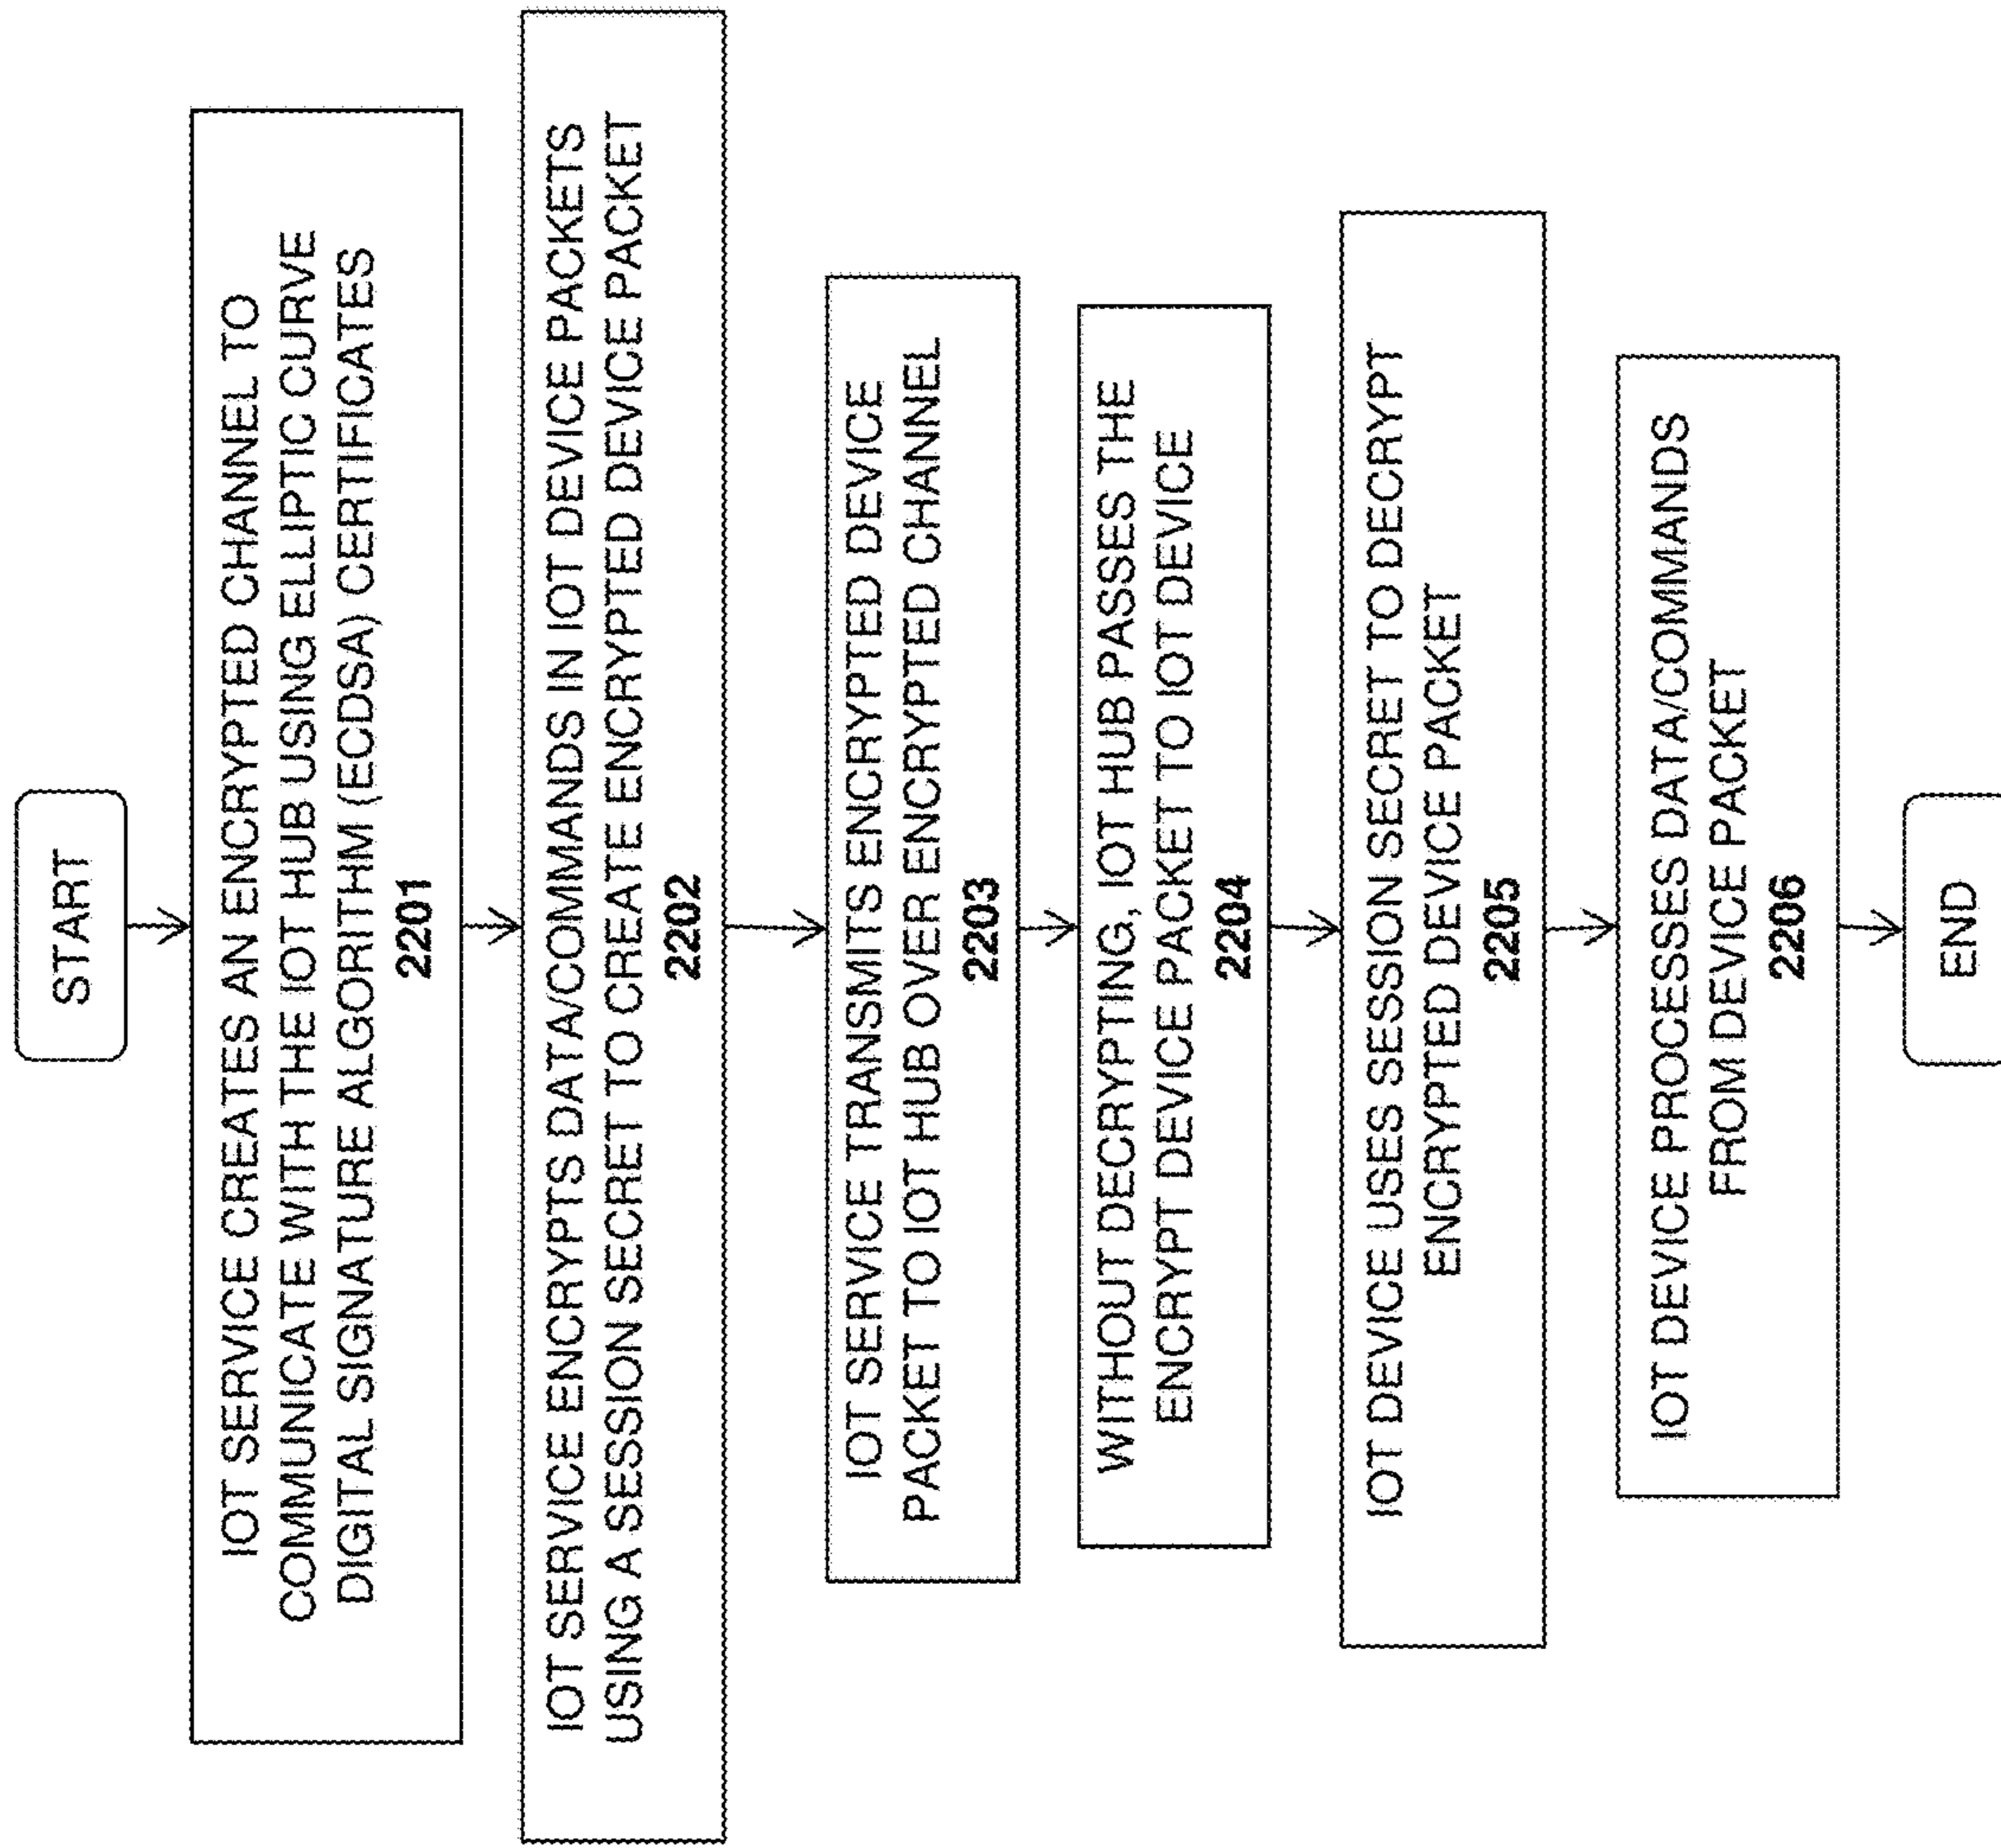 START
IOT SERVICE CREATES AN ENCRYPTED CHANNEL TO
COMMUNICATE WITH THE IOT HUB USING ELLIPTIC CURVE
DIGITAL SIGNATURE ALGORITHM (ECDSA) CERTIFICATES
2201
IOT SERVICE ENCRYPTS DATA/COMMANDS IN IOT DEVICE PACKETS
USING A SESSION SECRET TO CREATE ENCRYPTED DEVICE PACKET
2202
IOT SERVICE TRANSMITS ENCRYPTED DEVICE
PACKET TO IOT HUB OVER ENCRYPTED CHANNEL
2203
WITHOUT DECRYPTING, IOT HUB PASSES THE
ENCRYPT DEVICE PACKET TO IOT DEVICE
2204
IOT DEVICE USES SESSION SECRET TO DECRYPT
ENCRYPTED DEVICE PACKET
2205
IOT DEVICE PROCESSES DATA/COMMANDS
FROM DEVICE PACKET
2206
END